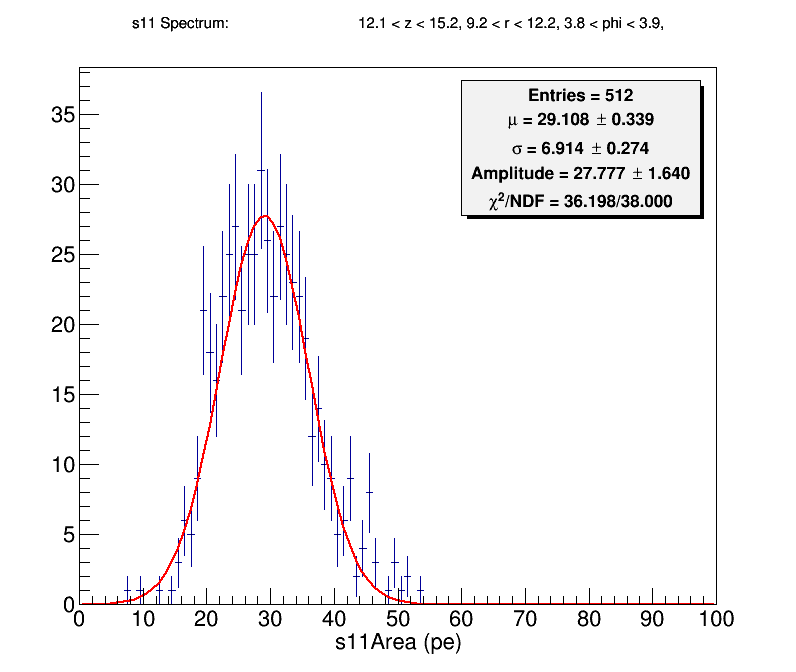 s11 Spectrum: 12.1 < z < 15.2, 9.2 < r < 12.2, 3.8 < phi < 3.9,
Entries = 512
μ = 29.108 ± 0.339
σ = 6.914 ± 0.274
Amplitude = 27.777 ± 1.640
χ²/NDF = 36.198/38.000
35
30
25
20
15
10
5
0
0 10 20 30 40 50 60 70 80 90 100
s11Area (pe)